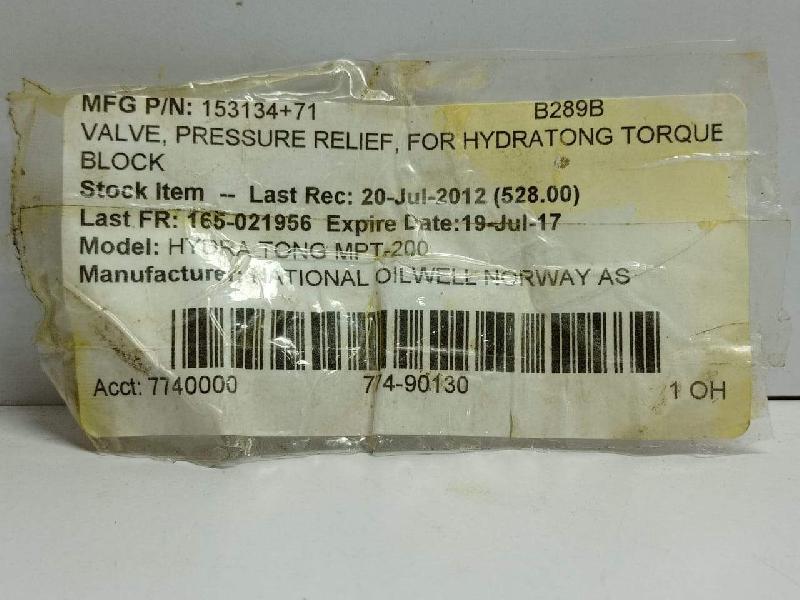 MFG P/N: 153134+71 B289B
VALVE, PRESSURE RELIEF, FOR HYDRATONG TORQUE
BLOCK
Stock Item -- Last Rec: 20-Jul-2012 (528.00)
Last FR: 165-021956 Expire Date:19-Jul-17
Model: HYDRA TONG MPT-200
Manufacturer: NATIONAL OILWELL NORWAY AS
Acct: 7740000 774-90130 1 OH